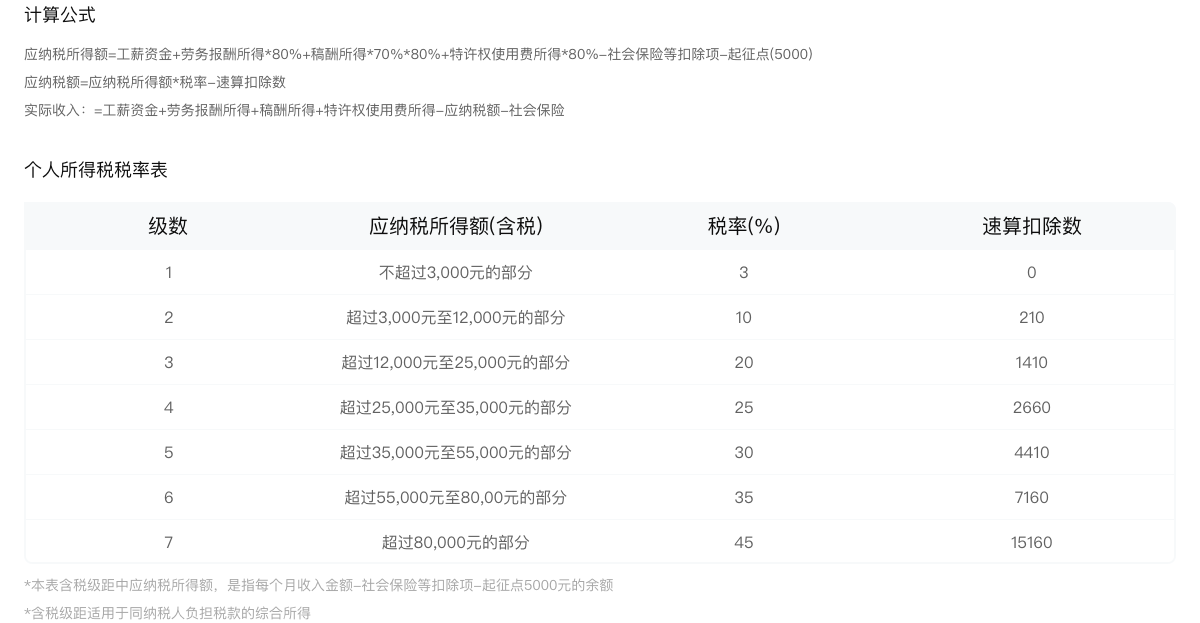 计算公式
应纳税所得额=工薪资金+劳务报酬所得*80%+稿酬所得*70%*80%+特许权使用费所得*80%-社会保险等扣除项-起征点(5000)
应纳税额=应纳税所得额*税率-速算扣除数
实际收入：=工薪资金+劳务报酬所得+稿酬所得+特许权使用费所得-应纳税额-社会保险
个人所得税税率表
级数 应纳税所得额(含税) 税率(%) 速算扣除数
1 不超过3,000元的部分 3 0
2 超过3,000元至12,000元的部分 10 210
3 超过12,000元至25,000元的部分 20 1410
4 超过25,000元至35,000元的部分 25 2660
5 超过35,000元至55,000元的部分 30 4410
6 超过55,000元至80,00元的部分 35 7160
7 超过80,000元的部分 45 15160
*本表含税级距中应纳税所得额，是指每个月收入金额-社会保险等扣除项-起征点5000元的余额
*含税级距适用于同纳税人负担税款的综合所得